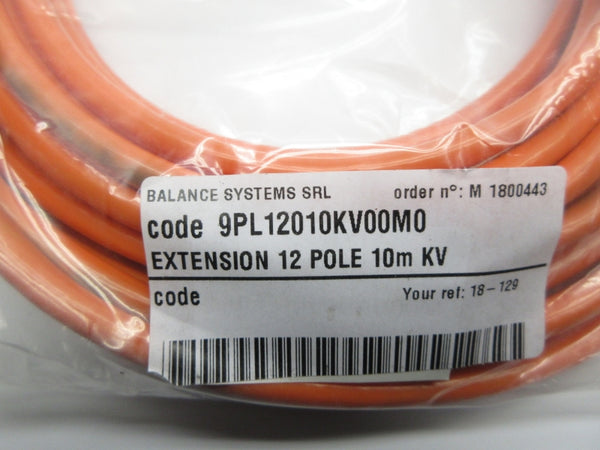 BALANCE SYSTEMS SRL order n°: M 1800443
code 9PL12010KV00M0
EXTENSION 12 POLE 10m KV
code Your ref: 18-129